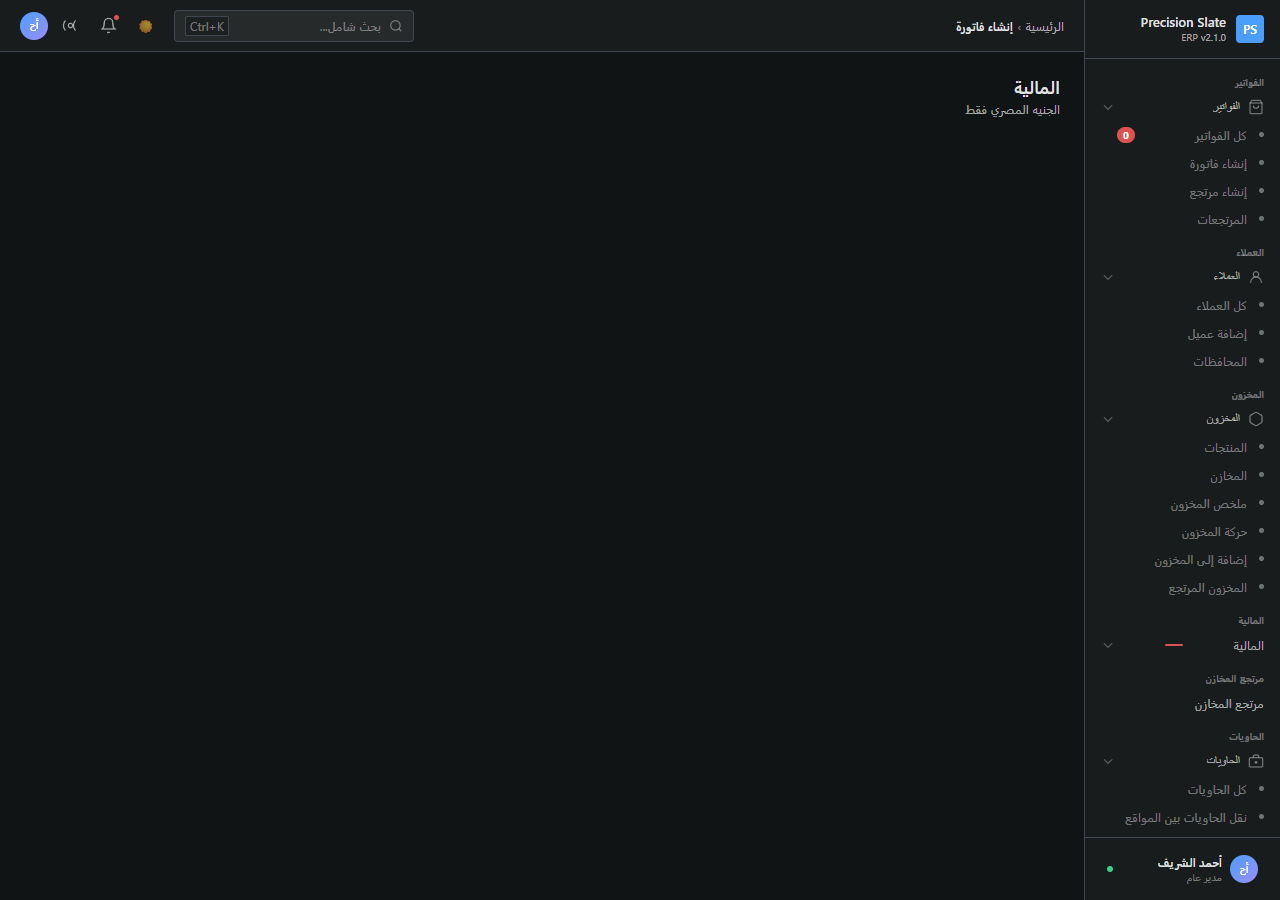 Precision Slate
ERP v2.1.0
PS
الرئيسية › إنشاء فاتورة
بحث شامل...
Ctrl+K
أح
المالية
الجنيه المصري فقط
الفواتير
الفواتير
كل الفواتير
0
إنشاء فاتورة
إنشاء مرتجع
المرتجعات
العملاء
العملاء
كل العملاء
إضافة عميل
المحافظات
المخزون
المخزون
المنتجات
المخازن
ملخص المخزون
حركة المخزون
إضافة إلى المخزون
المخزون المرتجع
المالية
المالية
مرتجع المخازن
مرتجع المخازن
الحاويات
الحاويات
كل الحاويات
نقل الحاويات بين المواقع
أح
أحمد الشريف
مدير عام